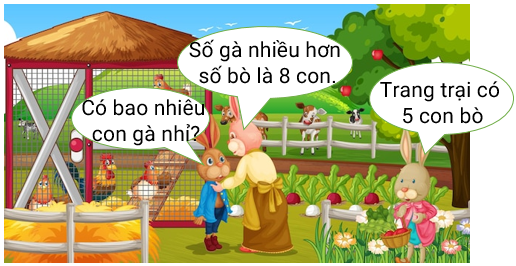 Số gà nhiều hơn
số bò là 8 con.
Có bao nhiêu
con gà nhỉ?
Trang trại có
5 con bò